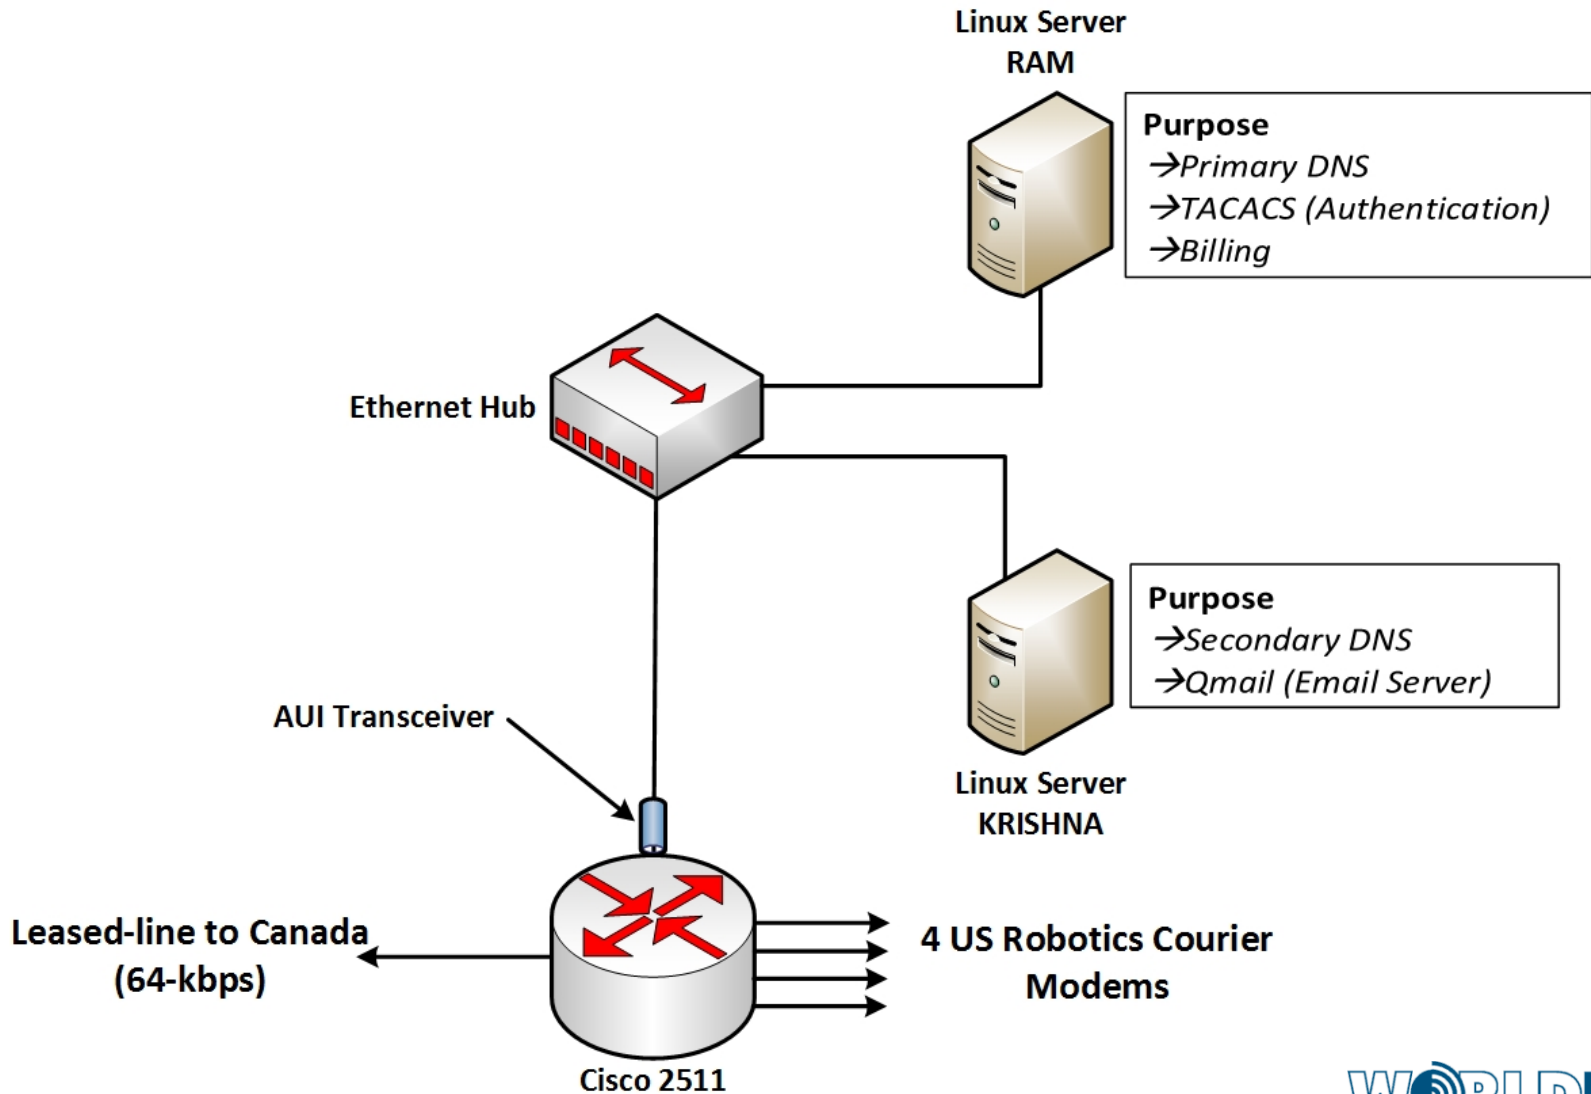 Linux Server
RAM
Purpose
→Primary DNS
→TACACS (Authentication)
→Billing
Ethernet Hub
Purpose
→Secondary DNS
→Qmail (Email Server)
AUI Transceiver
Linux Server
KRISHNA
Leased-line to Canada
(64-kbps)
4 US Robotics Courier
Modems
Cisco 2511